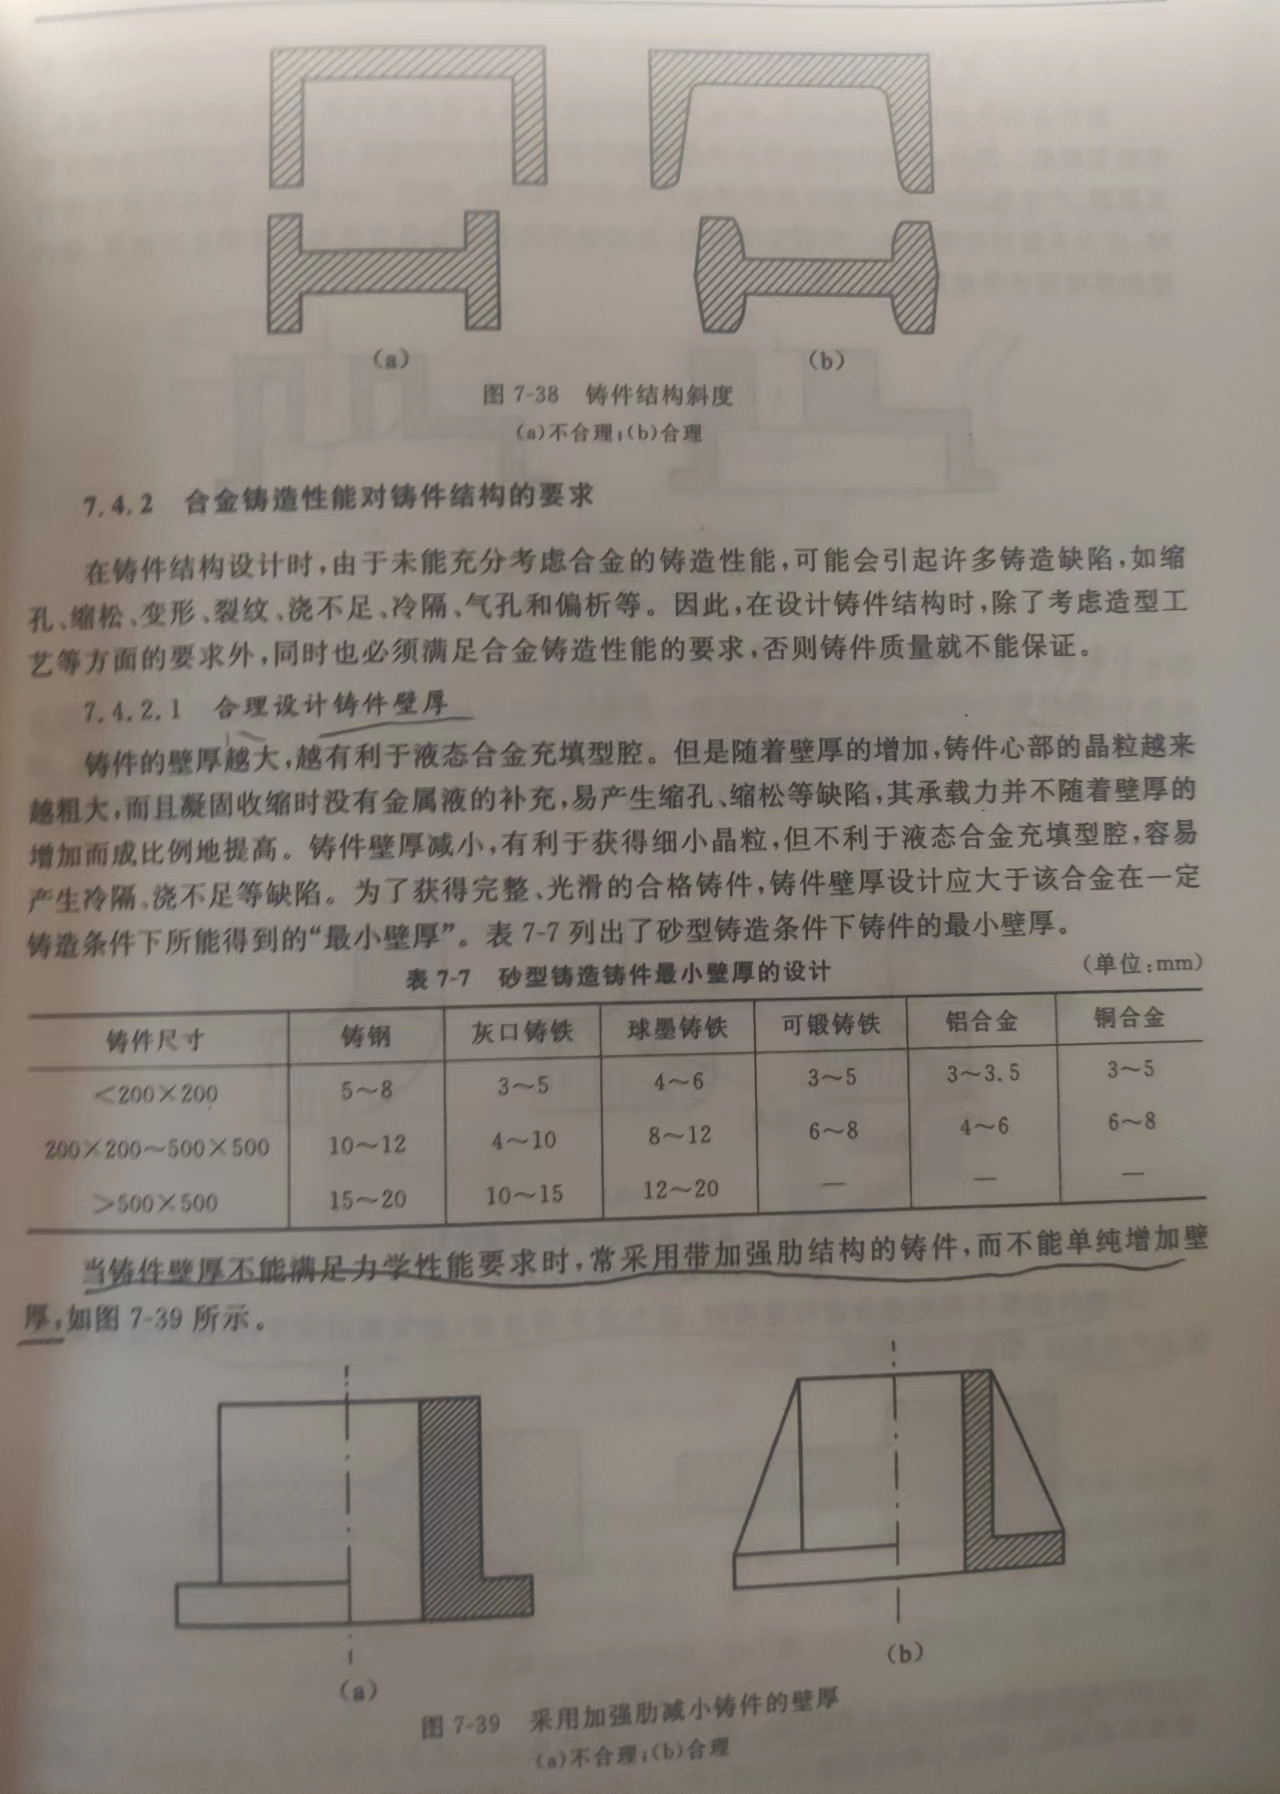 (a)
(b)
图 7-38 铸件结构斜度
(a)不合理;(b)合理
7.4.2 合金铸造性能对铸件结构的要求
在铸件结构设计时,由于未能充分考虑合金的铸造性能,可能会引起许多铸造缺陷,如缩
孔、缩松、变形、裂纹、浇不足、冷隔、气孔和偏析等。因此,在设计铸件结构时,除了考虑造型工
艺等方面的要求外,同时也必须满足合金铸造性能的要求,否则铸件质量就不能保证。
7.4.2.1 合理设计铸件壁厚
铸件的壁厚越大,越有利于液态合金充填型腔。但是随着壁厚的增加,铸件心部的晶粒越来
越粗大,而且凝固收缩时没有金属液的补充,易产生缩孔、缩松等缺陷,其承载力并不随着壁厚的
增加而成比例地提高。铸件壁厚减小,有利于获得细小晶粒,但不利于液态合金充填型腔,容易
产生冷隔、浇不足等缺陷。为了获得完整、光滑的合格铸件,铸件壁厚设计应大于该合金在一定
铸造条件下所能得到的“最小壁厚”。表 7-7 列出了砂型铸造条件下铸件的最小壁厚。
表 7-7 砂型铸造铸件最小壁厚的设计 (单位:mm)
铸件尺寸 铸钢 灰口铸铁 球墨铸铁 可锻铸铁 铝合金 铜合金
<200×200 5～8 3～5 4～6 3～5 3～3.5 3～5
200×200～500×500 10～12 4～10 8～12 6～8 4～6 6～8
>500×500 15～20 10～15 12～20 — — —
当铸件壁厚不能满足力学性能要求时,常采用带加强肋结构的铸件,而不能单纯增加壁
厚,如图 7-39 所示。
(a)
(b)
图 7-39 采用加强肋减小铸件的壁厚
(a)不合理;(b)合理